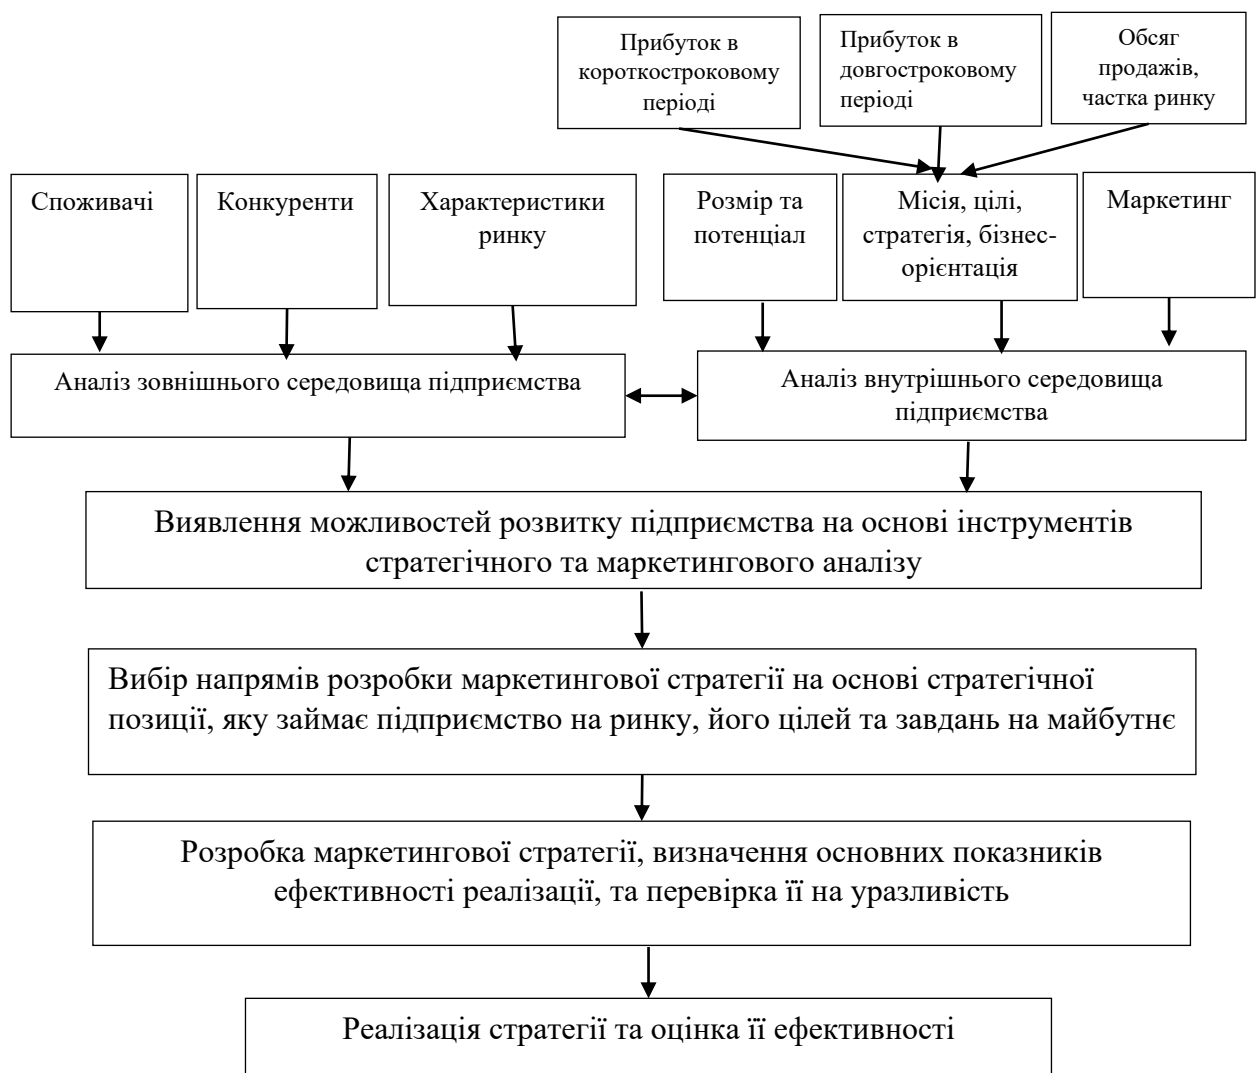 Прибуток в
короткостроковому
періоді
Прибуток в
довгостроковому
періоді
Обсяг
продажів,
частка ринку
Споживачі
Конкуренти
Характеристики
ринку
Розмір та
потенціал
Місія, цілі,
стратегія, бізнес-
орієнтація
Маркетинг
Аналіз зовнішнього середовища підприємства
Аналіз внутрішнього середовища
підприємства
Виявлення можливостей розвитку підприємства на основі інструментів
стратегічного та маркетингового аналізу
Вибір напрямів розробки маркетингової стратегії на основі стратегічної
позиції, яку займає підприємство на ринку, його цілей та завдань на майбутнє
Розробка маркетингової стратегії, визначення основних показників
ефективності реалізації, та перевірка її на уразливість
Реалізація стратегії та оцінка її ефективності